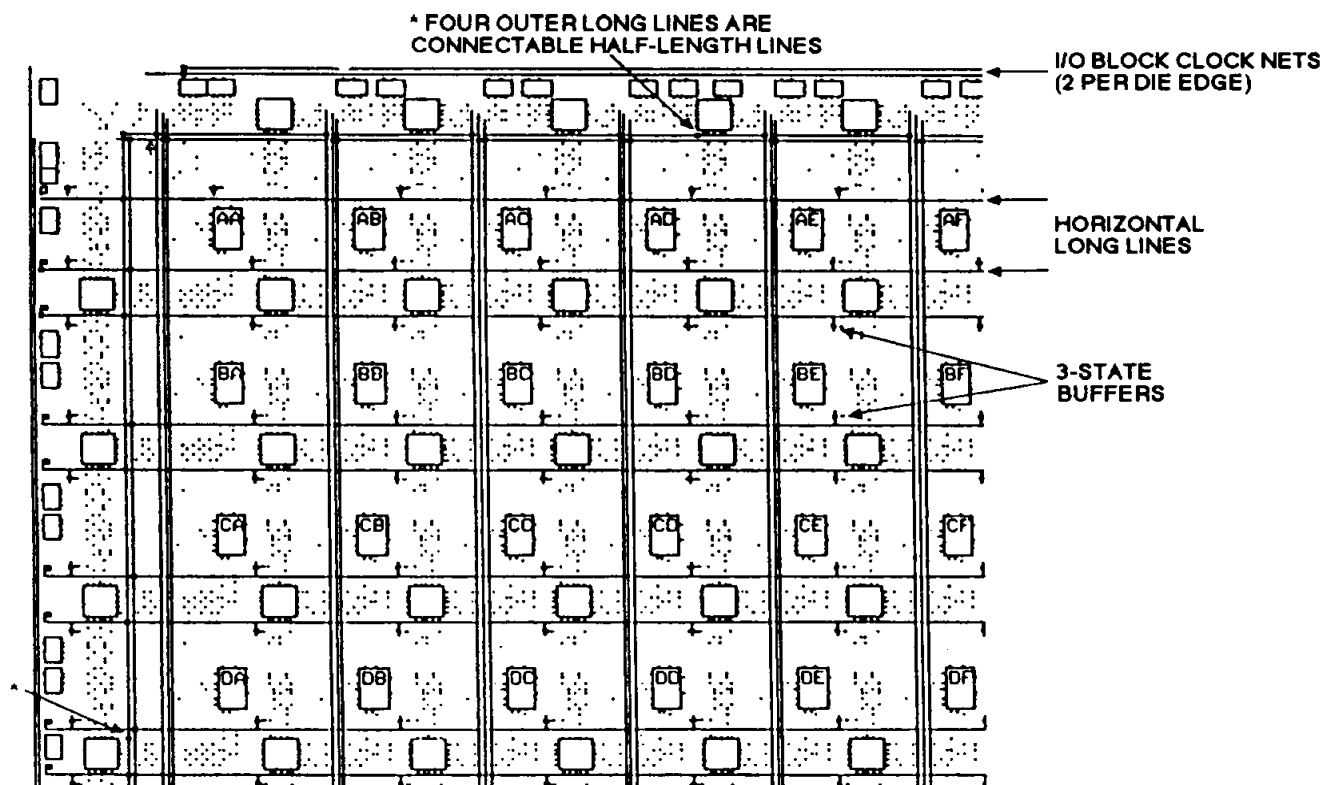 * FOUR OUTER LONG LINES ARE
CONNECTABLE HALF-LENGTH LINES
I/O BLOCK CLOCK NETS
(2 PER DIE EDGE)
AA AB AC AD AE AF
HORIZONTAL
LONG LINES
BA BB BC BD BE BF
3-STATE
BUFFERS
CA CB CC CD CE CF
DA DB DC DD DE DF
*